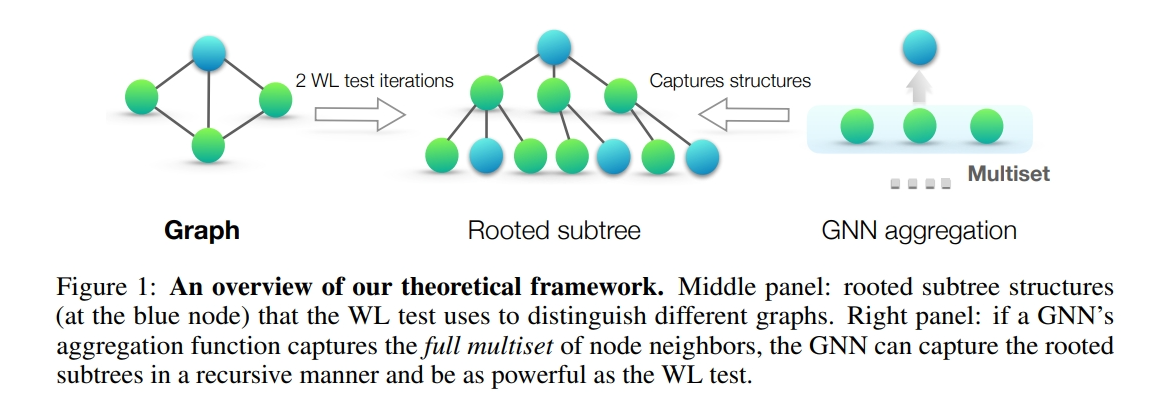 2 WL test iterations
Captures structures
Multiset
Graph
Rooted subtree
GNN aggregation
Figure 1: An overview of our theoretical framework. Middle panel: rooted subtree structures
(at the blue node) that the WL test uses to distinguish different graphs. Right panel: if a GNN's
aggregation function captures the full multiset of node neighbors, the GNN can capture the rooted
subtrees in a recursive manner and be as powerful as the WL test.